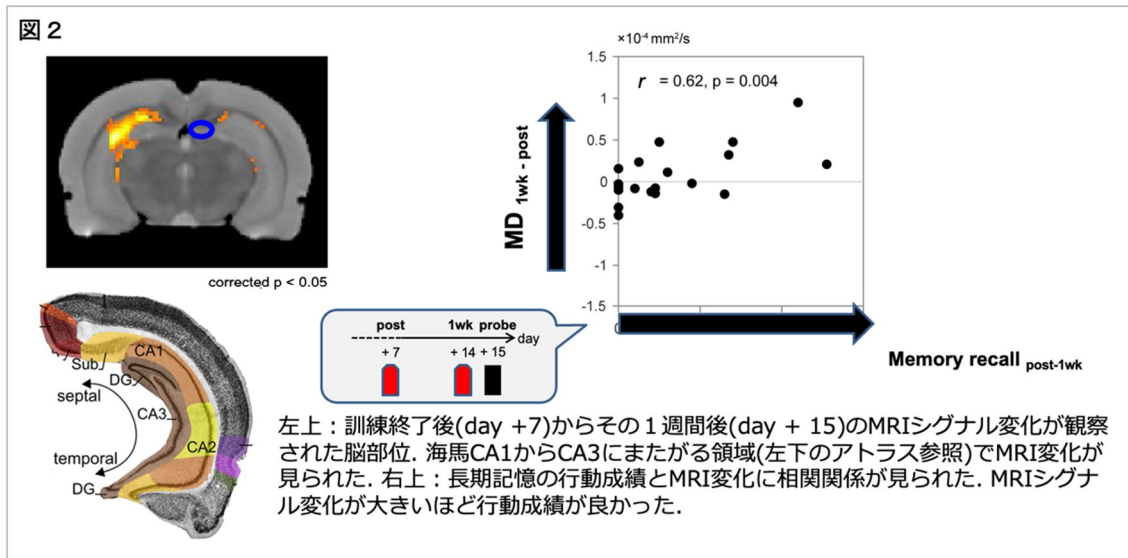 図２
corrected p < 0.05
×10⁻⁴ mm²/s
1.5
r = 0.62, p = 0.004
1
0.5
0
-0.5
-1
-1.5
MD 1wk - post
Memory recall post-1wk
post 1wk probe
day
+ 7 + 14 + 15
CA1
Sub.
DG
septal
CA3
CA2
temporal
DG
左上：訓練終了後(day +7)からその１週間後(day + 15)のMRIシグナル変化が観察
された脳部位. 海馬CA1からCA3にまたがる領域(左下のアトラス参照)でMRI変化が
見られた. 右上：長期記憶の行動成績とMRI変化に相関関係が見られた. MRIシグナ
ル変化が大きいほど行動成績が良かった.